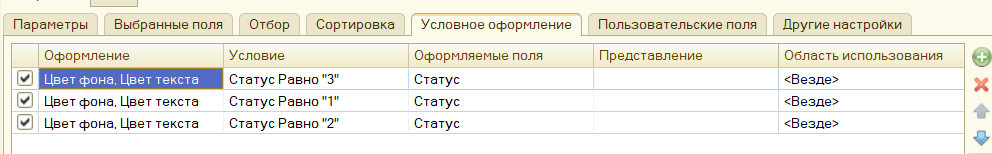 Параметры Выбранные поля Отбор Сортировка Условное оформление Пользовательские поля Другие настройки
Оформление Условие Оформляемые поля Представление Область использования
Цвет фона, Цвет текста Статус Равно "3" Статус <Везде>
Цвет фона, Цвет текста Статус Равно "1" Статус <Везде>
Цвет фона, Цвет текста Статус Равно "2" Статус <Везде>